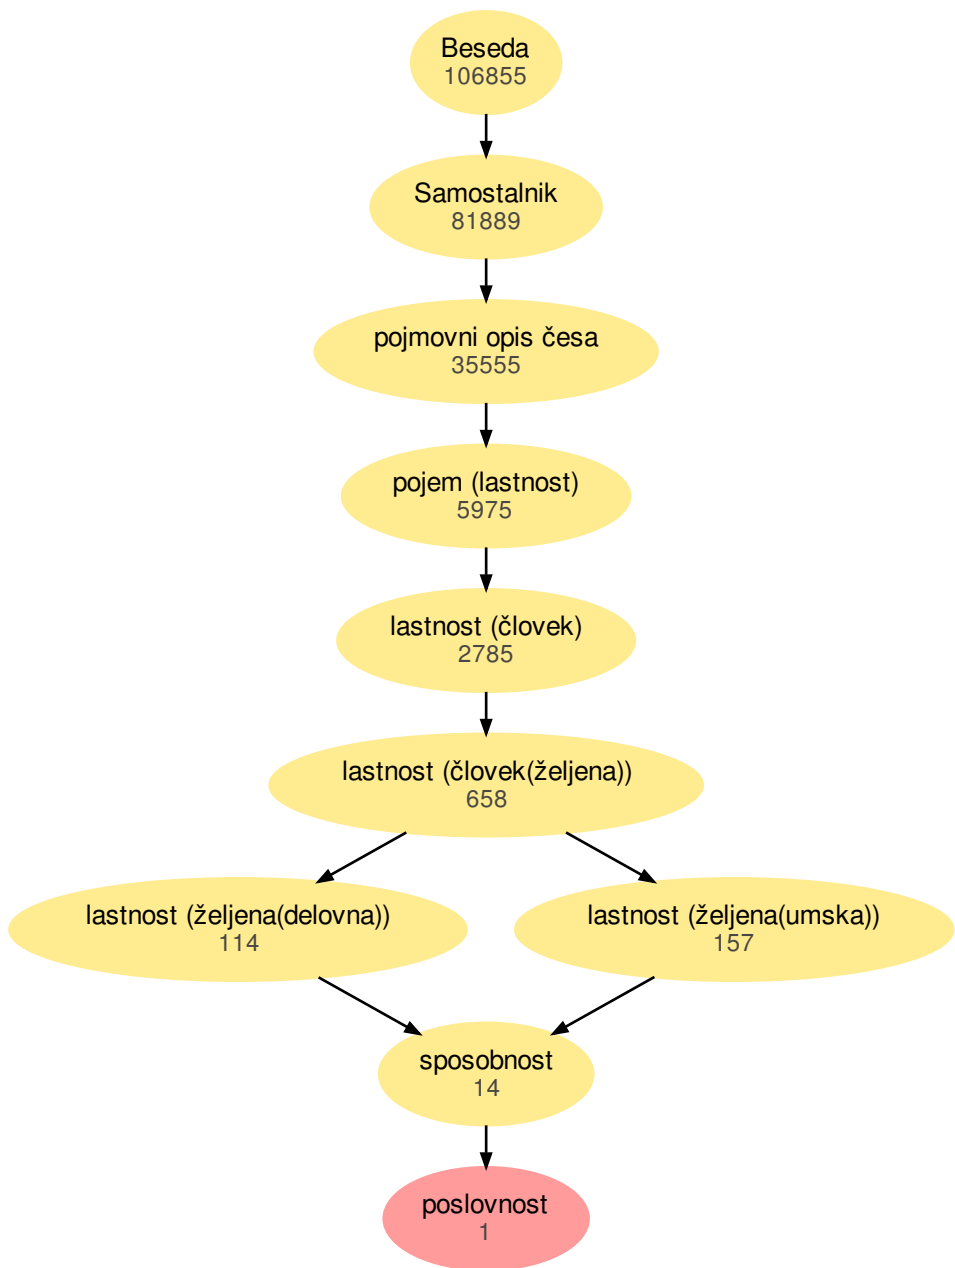 Beseda
106855
Samostalnik
81889
pojmovni opis česa
35555
pojem (lastnost)
5975
lastnost (človek)
2785
lastnost (človek(željena))
658
lastnost (željena(delovna))
114
lastnost (željena(umska))
157
sposobnost
14
poslovnost
1